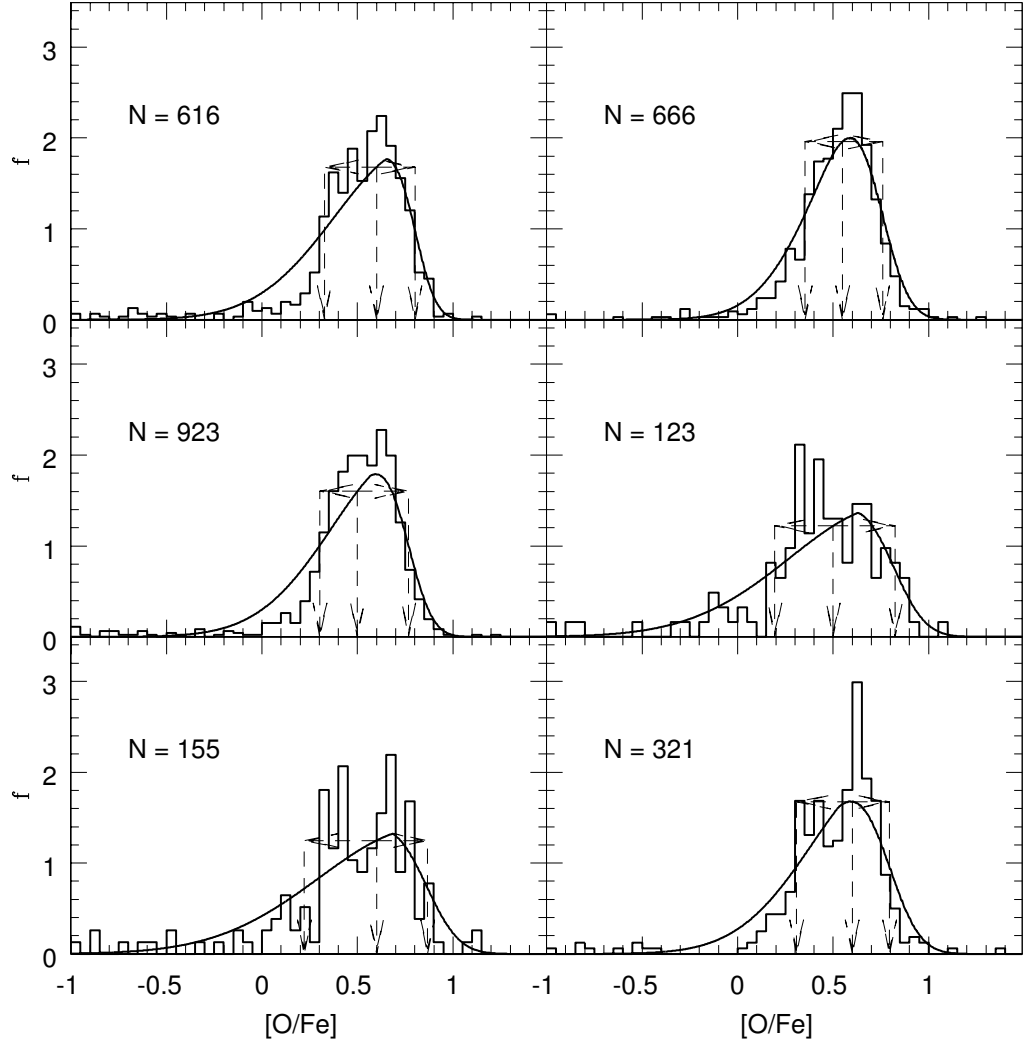 3
2
1
0
f
N = 616
N = 666
3
2
1
0
N = 923
N = 123
3
2
1
0
f
N = 155
N = 321
-1 -0.5 0 0.5 1 -1 -0.5 0 0.5 1
[O/Fe] [O/Fe]
f